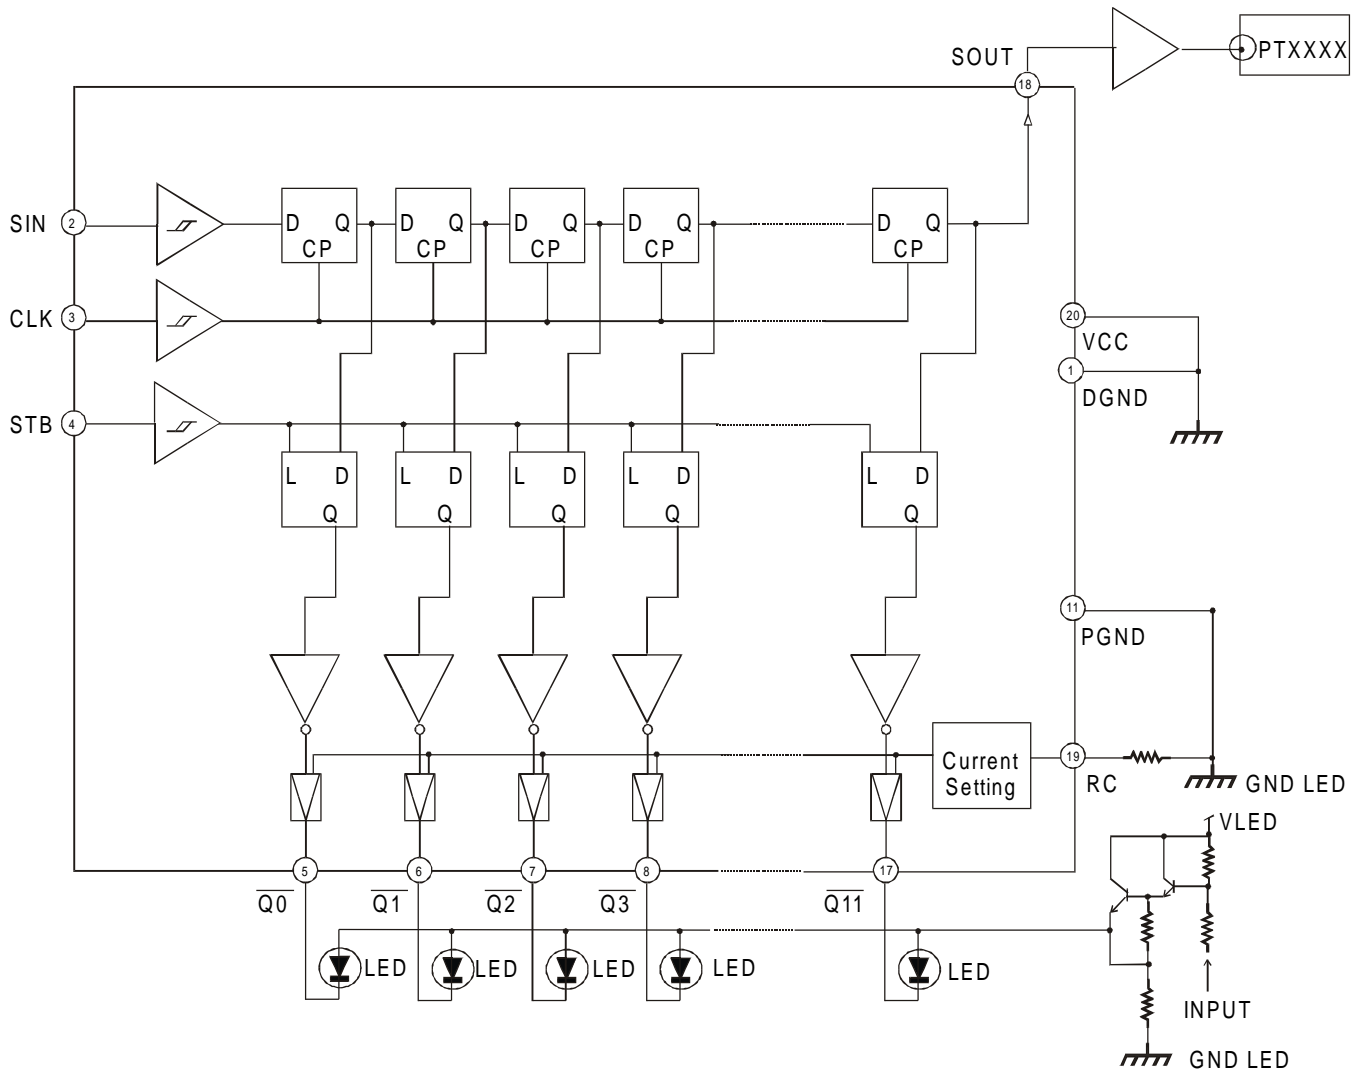 SOUT
18
PTXXXX
SIN
2
D Q
CP
D Q
CP
D Q
CP
D Q
CP
D Q
CP
CLK
3
20
VCC
1
DGND
STB
4
L D
Q
L D
Q
L D
Q
L D
Q
L D
Q
11
PGND
Current
Setting
19
RC
GND LED
VLED
5
6
7
8
17
Q0
Q1
Q2
Q3
Q11
LED
LED
LED
LED
LED
INPUT
GND LED